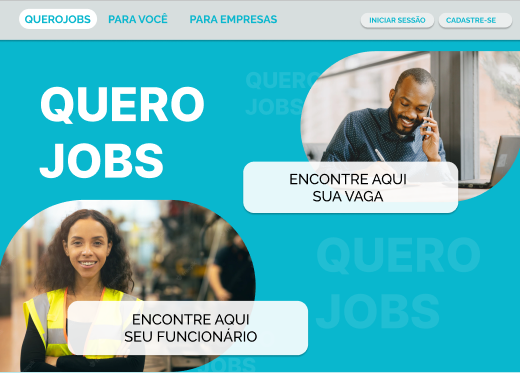 QUEROJOBS PARA VOCÊ PARA EMPRESAS INICIAR SESSÃO CADASTRE-SE
QUERO
JOBS
QUERO
JOBS
ENCONTRE AQUI
SUA VAGA
QUERO
JOBS
ENCONTRE AQUI
SEU FUNCIONÁRIO
JOBS